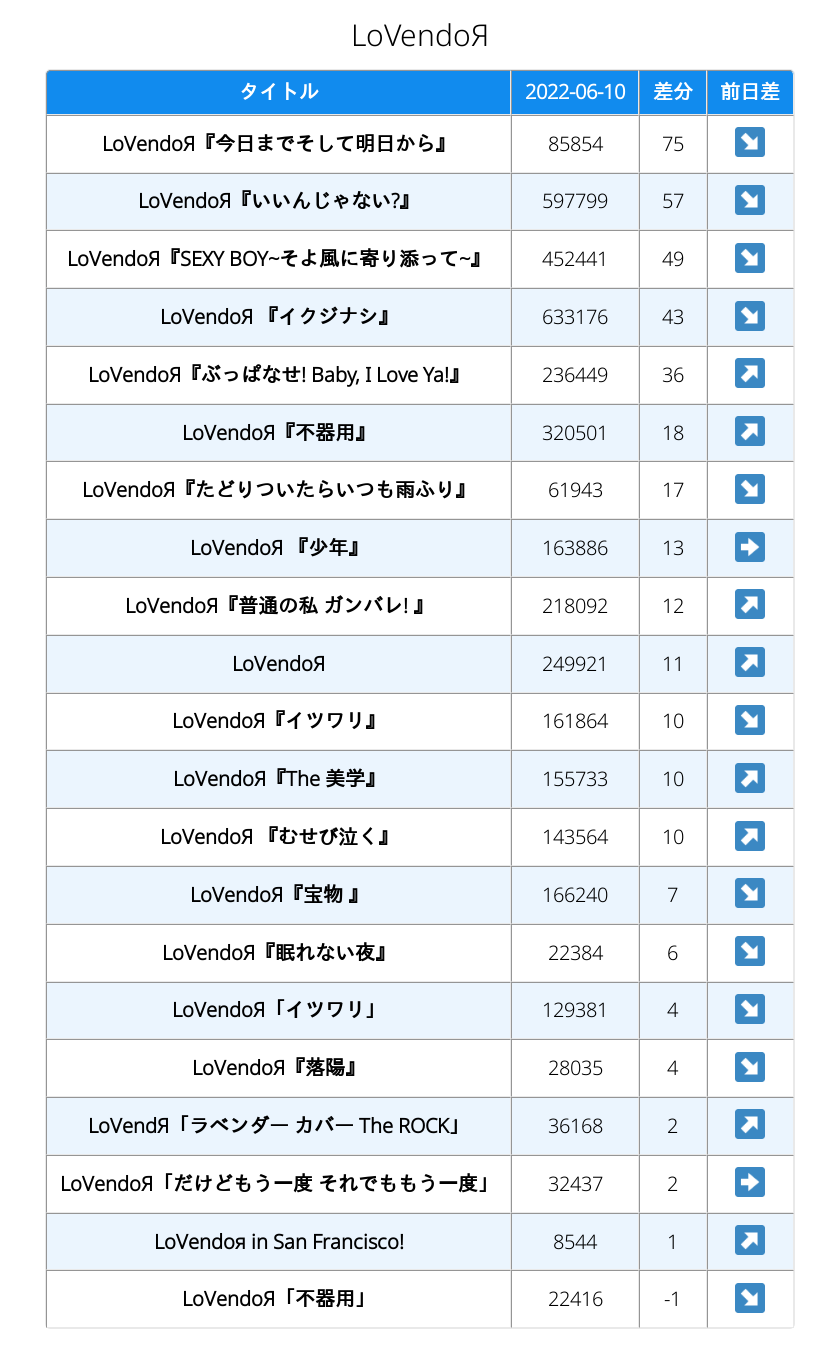 LoVendoЯ
タイトル 2022-06-10 差分 前日差
LoVendoЯ『今日までそして明日から』 85854 75 ↘
LoVendoЯ『いいんじゃない?』 597799 57 ↘
LoVendoЯ『SEXY BOY~そよ風に寄り添って~』 452441 49 ↘
LoVendoЯ 『イクジナシ』 633176 43 ↘
LoVendoЯ『ぶっぱなせ! Baby, I Love Ya!』 236449 36 ↗
LoVendoЯ『不器用』 320501 18 ↗
LoVendoЯ『たどりついたらいつも雨ふり』 61943 17 ↘
LoVendoЯ 『少年』 163886 13 ➡
LoVendoЯ『普通の私 ガンバレ! 』 218092 12 ↗
LoVendoЯ 249921 11 ↗
LoVendoЯ『イツワリ』 161864 10 ↘
LoVendoЯ『The 美学』 155733 10 ↗
LoVendoЯ 『むせび泣く』 143564 10 ↗
LoVendoЯ『宝物 』 166240 7 ↘
LoVendoЯ『眠れない夜』 22384 6 ↘
LoVendoЯ「イツワリ」 129381 4 ↘
LoVendoЯ『落陽』 28035 4 ↘
LoVendЯ「ラベンダー カバー The ROCK」 36168 2 ↗
LoVendoЯ「だけどもう一度 それでももう一度」 32437 2 ➡
LoVendoя in San Francisco! 8544 1 ↗
LoVendoЯ「不器用」 22416 -1 ↘